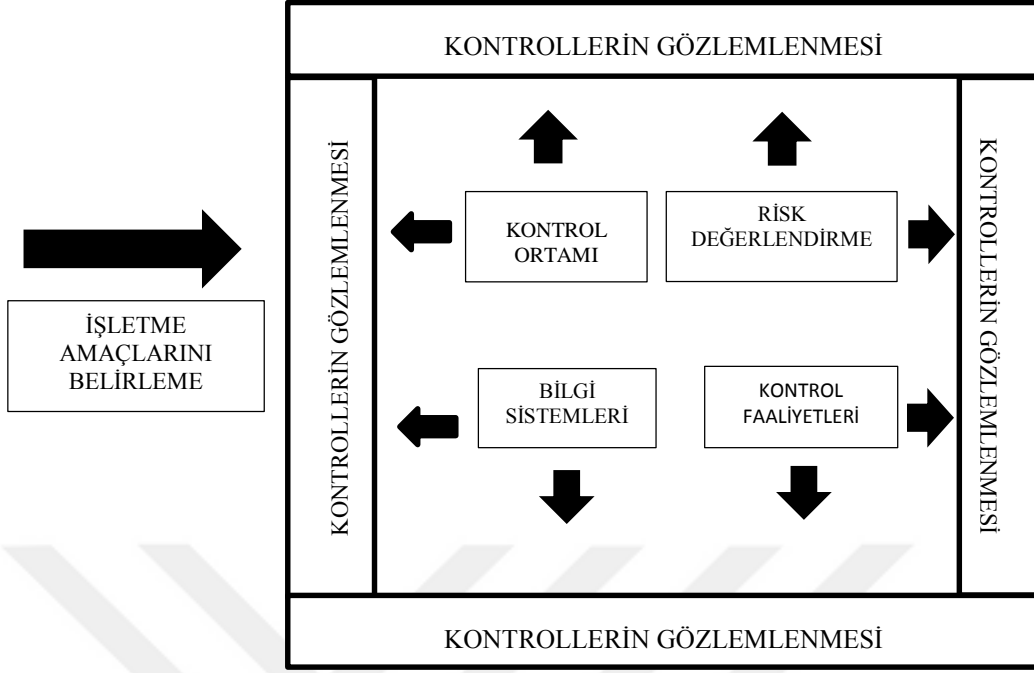 KONTROLLERİN GÖZLEMLENMESİ
KONTROLLERİN GÖZLEMLENMESİ
KONTROL
ORTAMI
RİSK
DEĞERLENDİRME
KONTROLLERİN GÖZLEMLENMESİ
İŞLETME
AMAÇLARINI
BELİRLEME
BİLGİ
SİSTEMLERİ
KONTROL
FAALİYETLERİ
KONTROLLERİN GÖZLEMLENMESİ